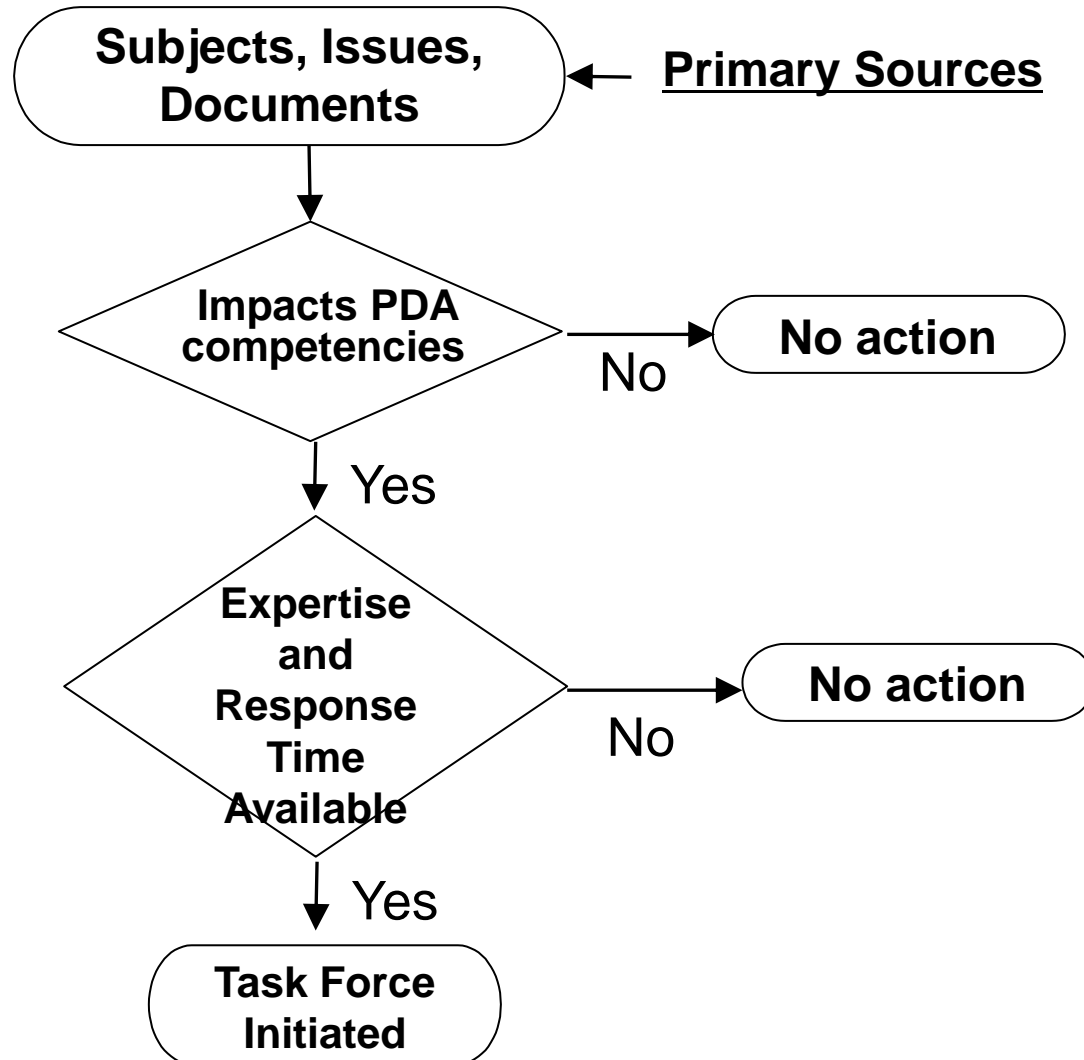 Subjects, Issues,
Documents
Primary Sources
Impacts PDA
competencies
No
No action
Yes
Expertise
and
Response
Time
Available
No
No action
Yes
Task Force
Initiated